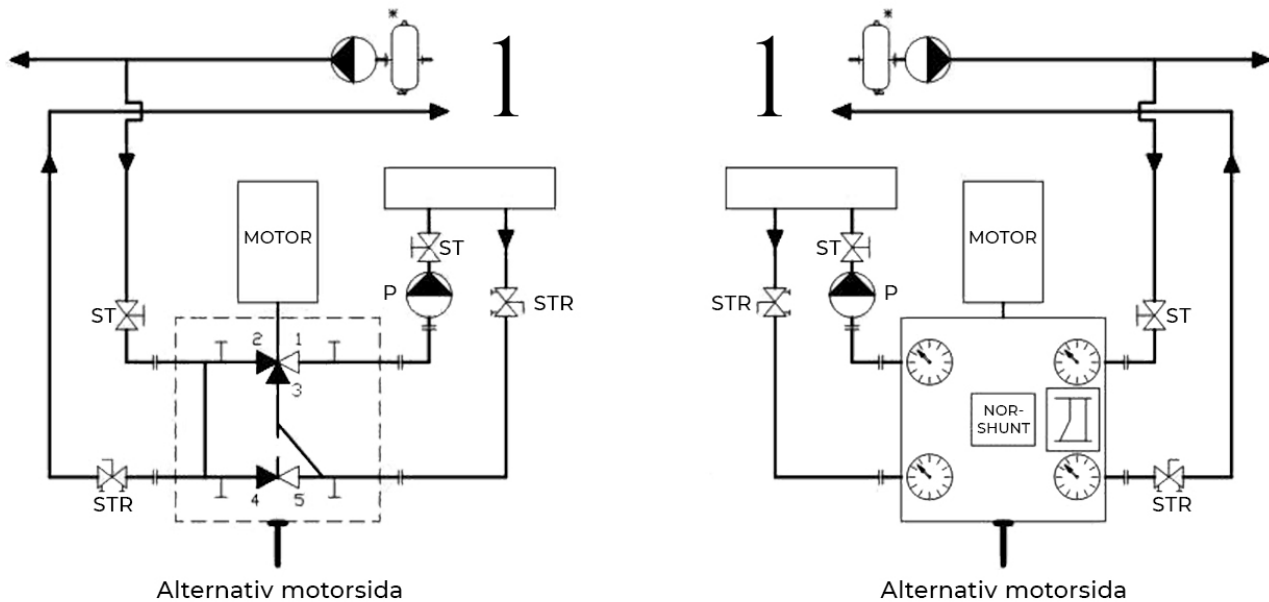 *
1
MOTOR
ST
P
STR
ST
2 1
3
4 5
STR
Alternativ motorsida
*
1
MOTOR
ST
STR
P
ST
NOR-
SHUNT
STR
Alternativ motorsida